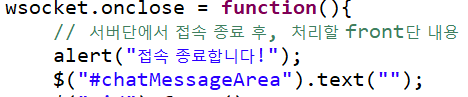 wsocket.onclose = function(){
// 서버단에서 접속 종료 후, 처리할 front단 내용
alert("접속 종료합니다!");
$("#chatMessageArea").text("");